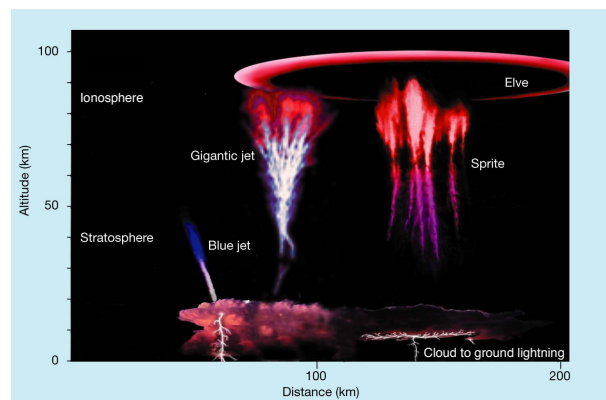 100
Elve
Ionosphere
Gigantic jet
Sprite
Altitude (km)
50
Stratosphere
Blue jet
Cloud to ground lightning
0
100
200
Distance (km)